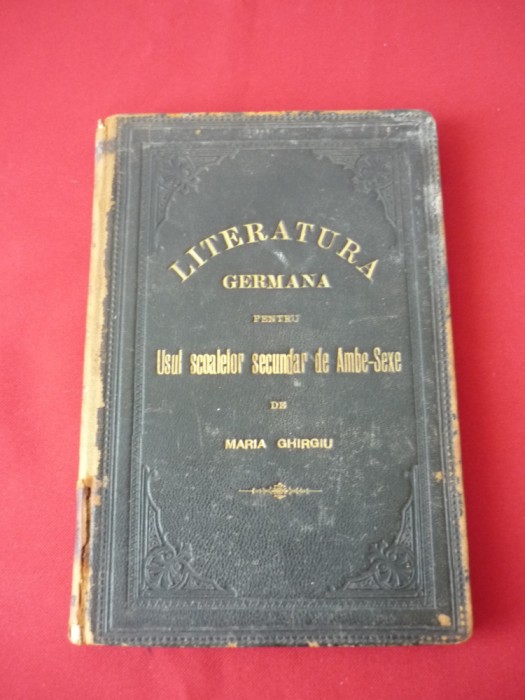 LITERATURA
GERMANA
PENTRU
Usul scoalelor secundar de Ambe-Sexe
DE
MARIA GHIRGIU